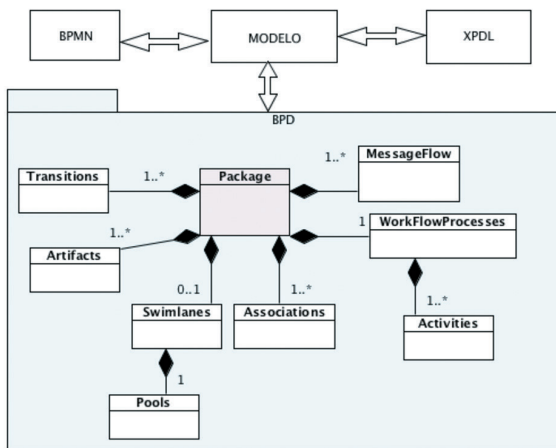 BPMN
MODELO
XPDL
BPD
Transitions
1..*
Package
1..*
MessageFlow
Artifacts
1..*
1
WorkFlowProcesses
0..1
Swimlanes
1..*
Associations
1..*
Activities
1
Pools